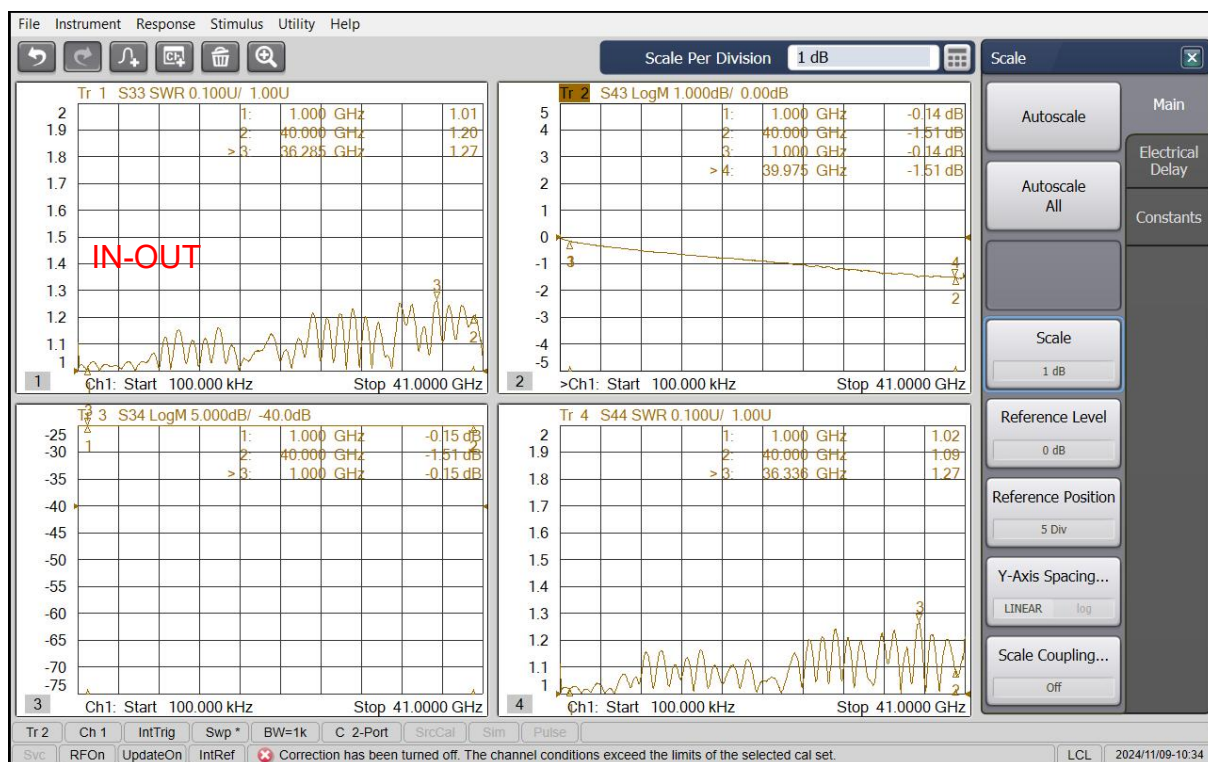 File Instrument Response Stimulus Utility Help
Scale Per Division 1 dB
Tr 1 S33 SWR 0.100U/ 1.00U
1: 1.000 GHz 1.01
2: 40.000 GHz 1.20
> 3: 36.285 GHz 1.27
2
1.9
1.8
1.7
1.6
1.5
1.4
1.3
1.2
1.1
1
IN-OUT
3
2
1 Ch1: Start 100.000 kHz Stop 41.0000 GHz
Tr 2 S43 LogM 1.000dB/ 0.00dB
1: 1.000 GHz -0.14 dB
2: 40.000 GHz -1.51 dB
3: 1.000 GHz -0.14 dB
> 4: 39.975 GHz -1.51 dB
5
4
3
2
1
0
-1
-2
-3
-4
-5
3
4
2
2 >Ch1: Start 100.000 kHz Stop 41.0000 GHz
Tr 3 S34 LogM 5.000dB/ -40.0dB
1: 1.000 GHz -0.15 dB
2: 40.000 GHz -1.51 dB
> 3: 1.000 GHz -0.15 dB
3
1
2
-25
-30
-35
-40
-45
-50
-55
-60
-65
-70
-75
3 Ch1: Start 100.000 kHz Stop 41.0000 GHz
Tr 4 S44 SWR 0.100U/ 1.00U
1: 1.000 GHz 1.02
2: 40.000 GHz 1.09
> 3: 36.336 GHz 1.27
2
1.9
1.8
1.7
1.6
1.5
1.4
1.3
1.2
1.1
1
3
2
4 Ch1: Start 100.000 kHz Stop 41.0000 GHz
Scale
Autoscale
Autoscale
All
Scale
1 dB
Reference Level
0 dB
Reference Position
5 Div
Y-Axis Spacing...
LINEAR log
Scale Coupling...
Off
Main
Electrical
Delay
Constants
Tr 2 Ch 1 IntTrig Swp * BW=1k C 2-Port SrcCal Sim Pulse
Svc RFOn UpdateOn IntRef Correction has been turned off. The channel conditions exceed the limits of the selected cal set. LCL 2024/11/09-10:34